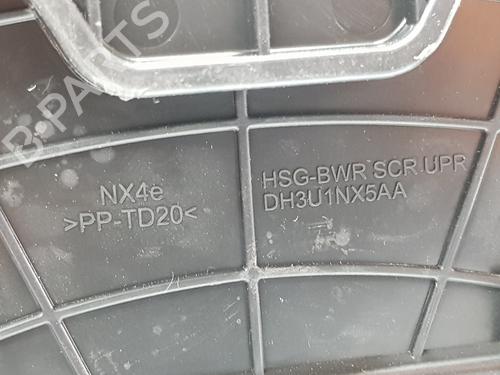 B-PARTS
NX4e
>PP-TD20<
HSG-BWR SCR UPR
DH3U1NX5AA